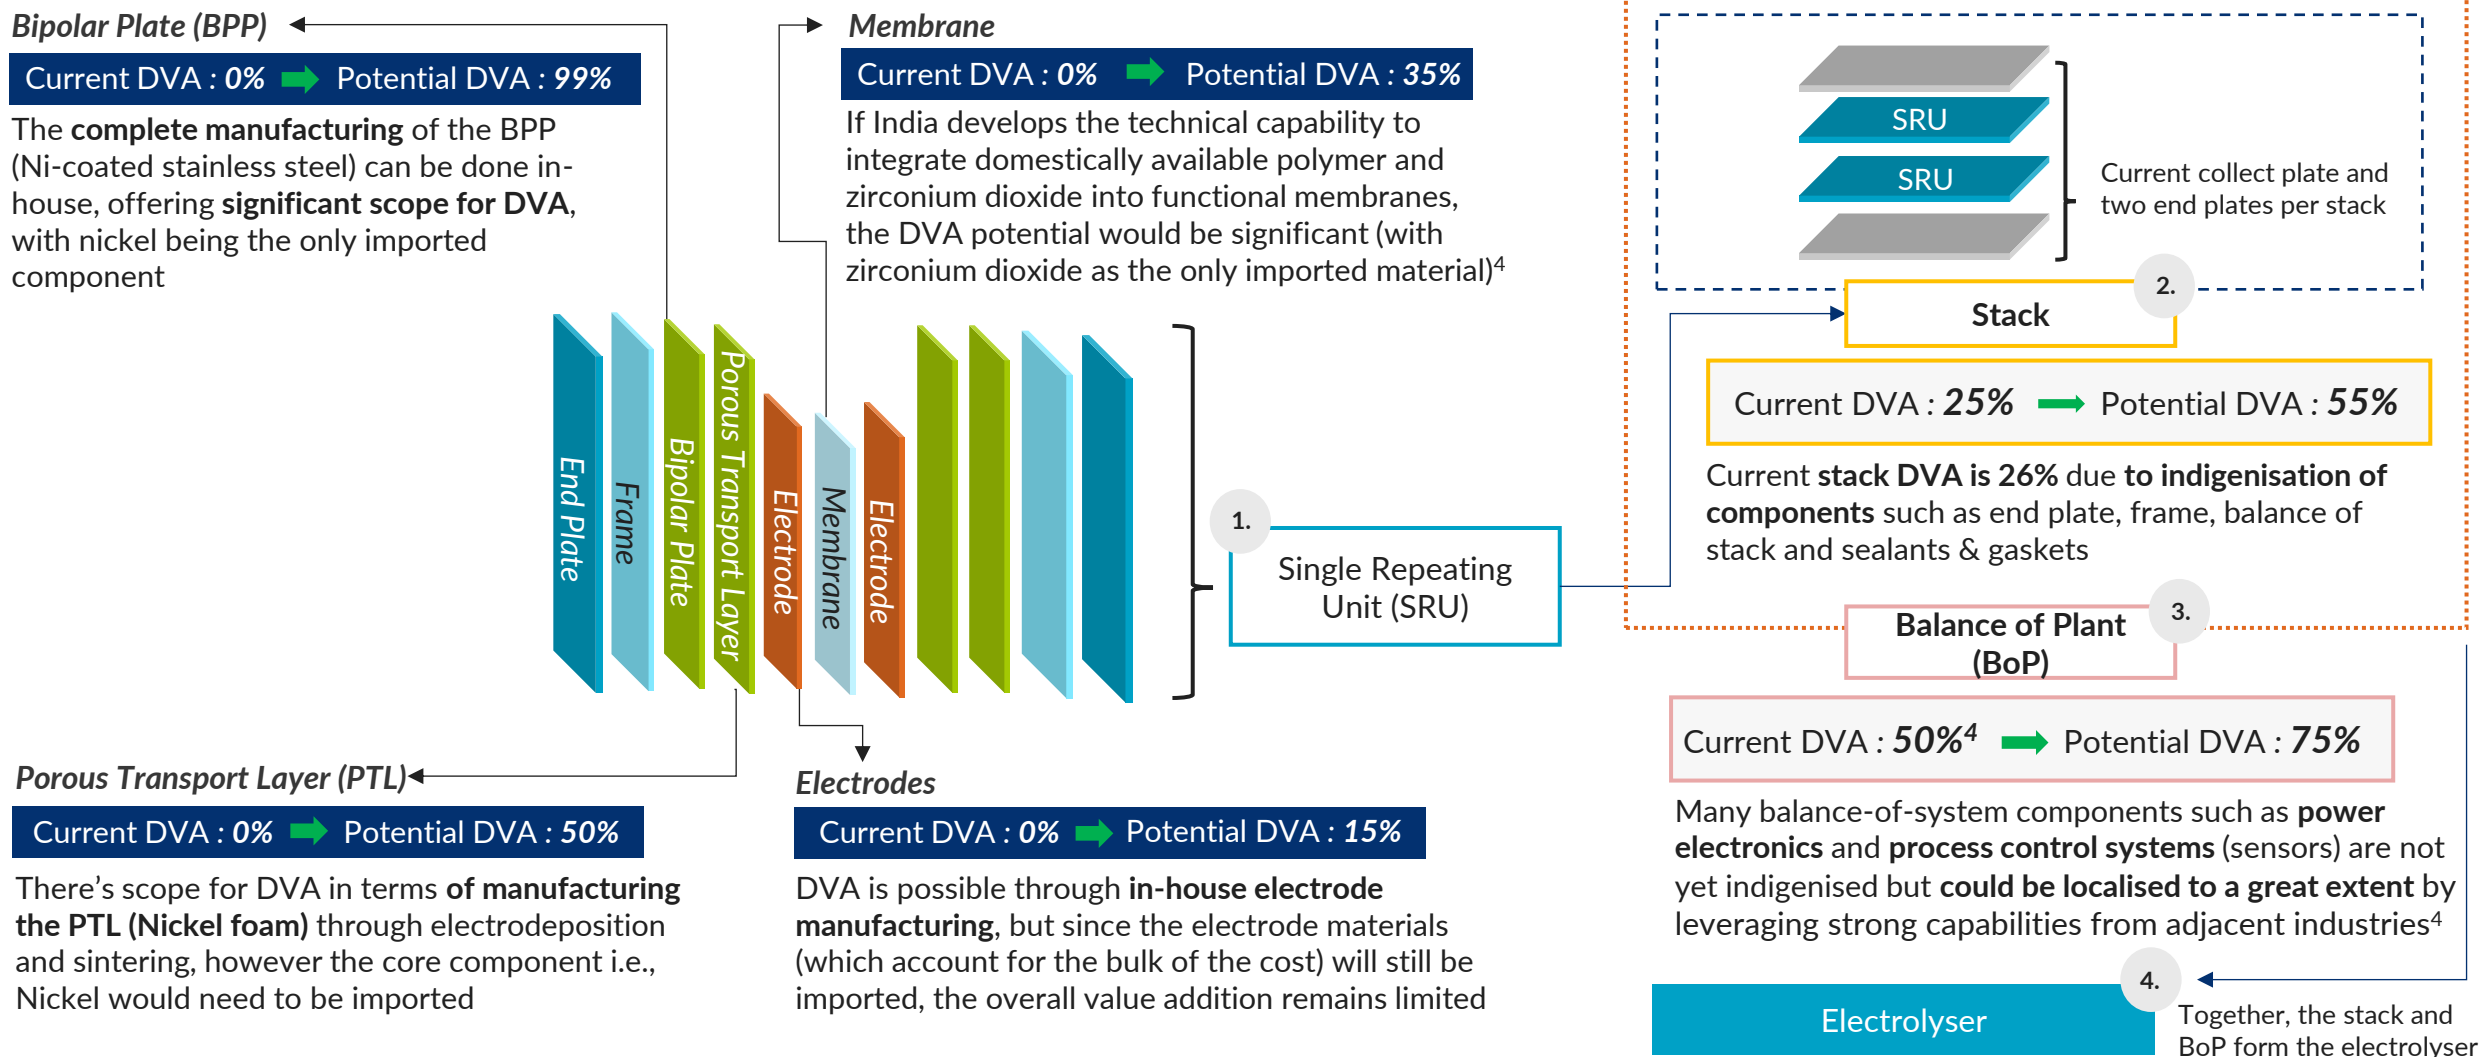 Bipolar Plate (BPP)
Current DVA : 0% Potential DVA : 99%
The complete manufacturing of the BPP
(Ni-coated stainless steel) can be done in-
house, offering significant scope for DVA,
with nickel being the only imported
component
Membrane
Current DVA : 0% Potential DVA : 35%
If India develops the technical capability to
integrate domestically available polymer and
zirconium dioxide into functional membranes,
the DVA potential would be significant (with
zirconium dioxide as the only imported material)4
End Plate
Frame
Bipolar Plate
Porous Transport Layer
Electrode
Membrane
Electrode
1.
Single Repeating
Unit (SRU)
Porous Transport Layer (PTL)
Current DVA : 0% Potential DVA : 50%
There's scope for DVA in terms of manufacturing
the PTL (Nickel foam) through electrodeposition
and sintering, however the core component i.e.,
Nickel would need to be imported
Electrodes
Current DVA : 0% Potential DVA : 15%
DVA is possible through in-house electrode
manufacturing, but since the electrode materials
(which account for the bulk of the cost) will still be
imported, the overall value addition remains limited
SRU
SRU
Current collect plate and
two end plates per stack
2.
Stack
Current DVA : 25% Potential DVA : 55%
Current stack DVA is 26% due to indigenisation of
components such as end plate, frame, balance of
stack and sealants & gaskets
3.
Balance of Plant
(BoP)
Current DVA : 50%4 Potential DVA : 75%
Many balance-of-system components such as power
electronics and process control systems (sensors) are not
yet indigenised but could be localised to a great extent by
leveraging strong capabilities from adjacent industries4
4.
Electrolyser
Together, the stack and
BoP form the electrolyser